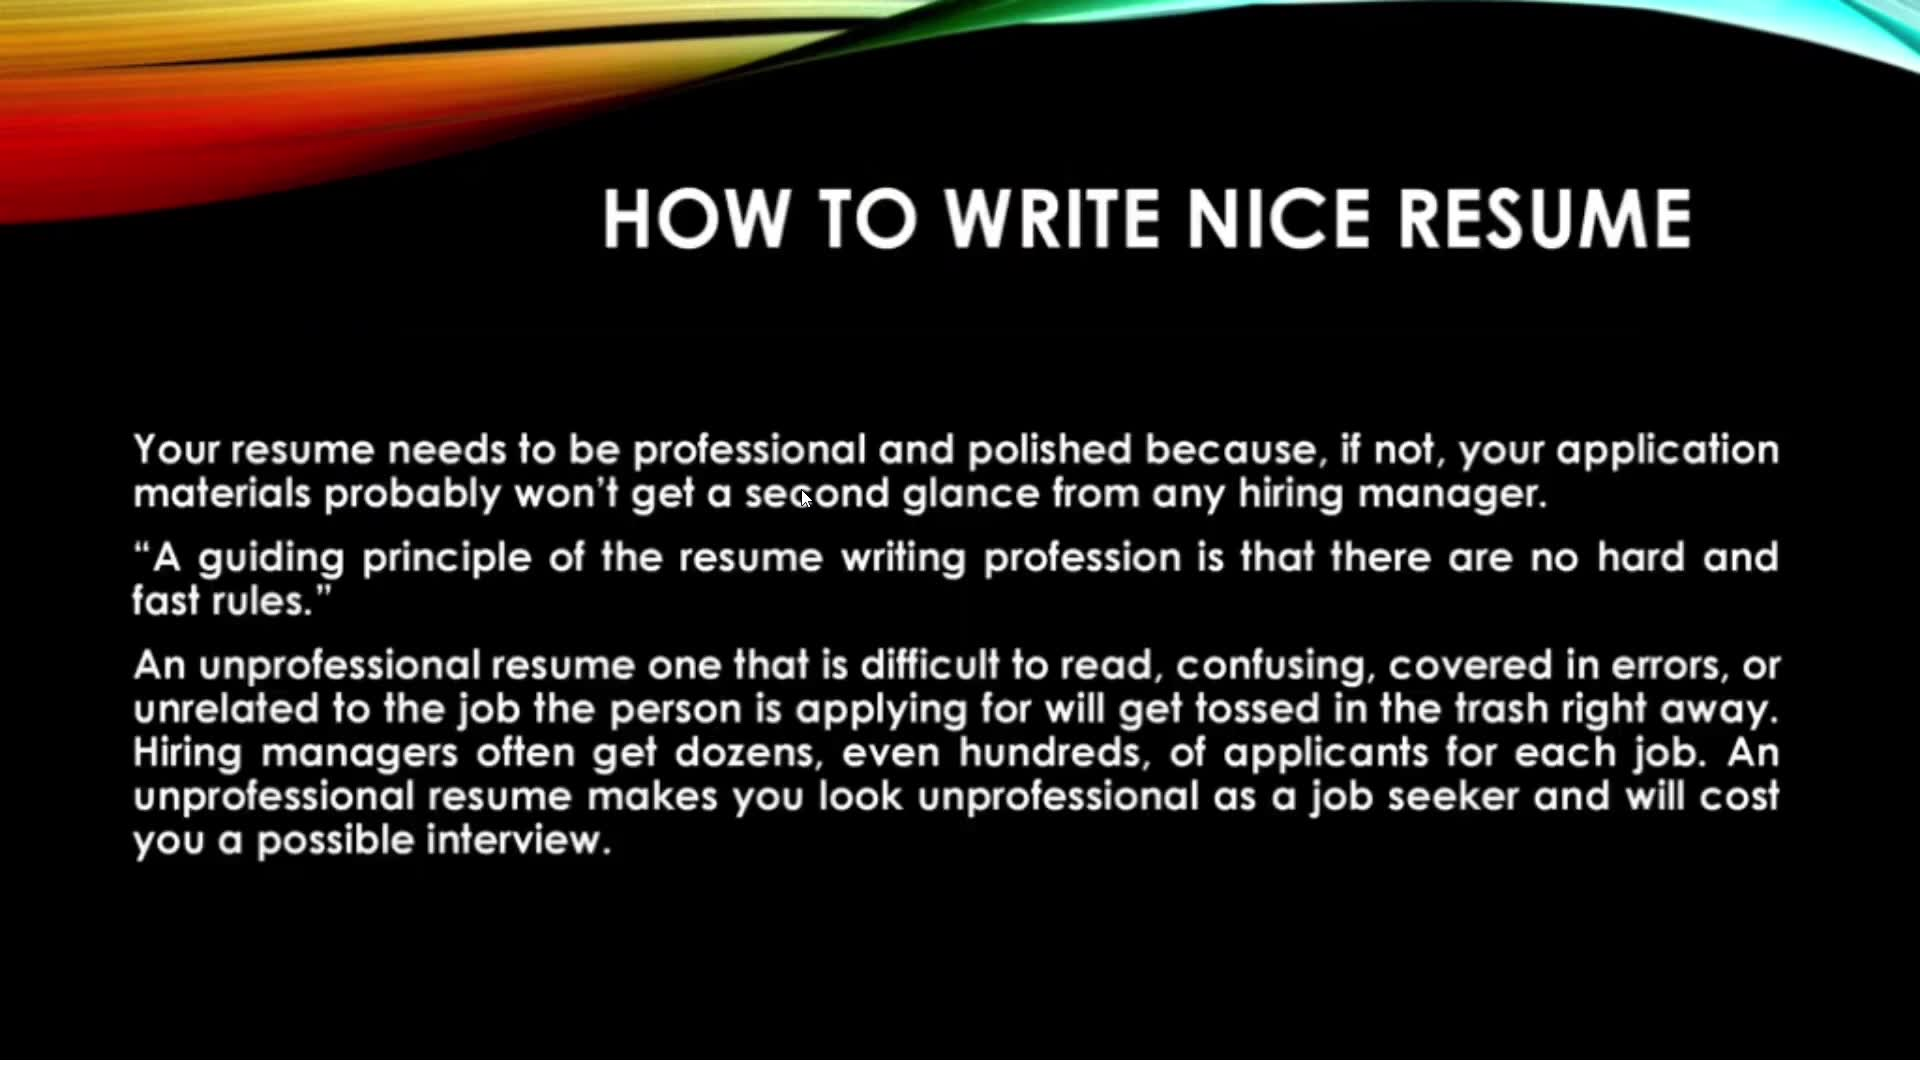 HOW TO WRITE NICE RESUME
Your resume needs to be professional and polished because, if not, your application
materials probably won’t get a second glance from any hiring manager.
“A guiding principle of the resume writing profession is that there are no hard and
fast rules.”
An unprofessional resume one that is difficult to read, confusing, covered in errors, or
unrelated to the job the person is applying for will get tossed in the trash right away.
Hiring managers often get dozens, even hundreds, of applicants for each job. An
unprofessional resume makes you look unprofessional as a job seeker and will cost
you a possible interview.